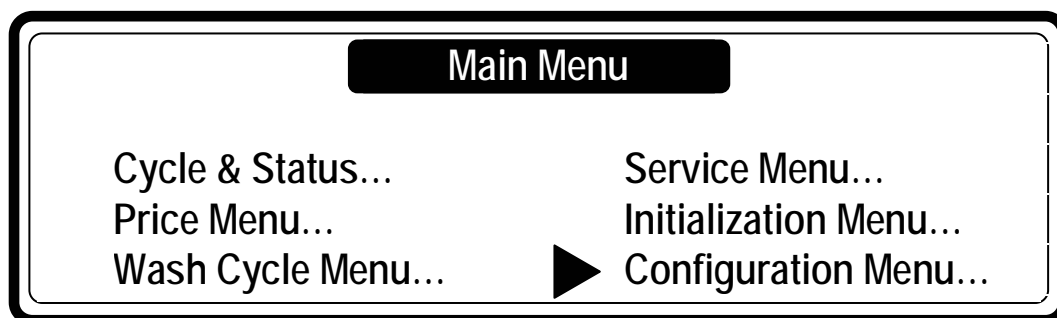 Main Menu
Cycle & Status...
Price Menu...
Wash Cycle Menu...
Service Menu...
Initialization Menu...
Configuration Menu...